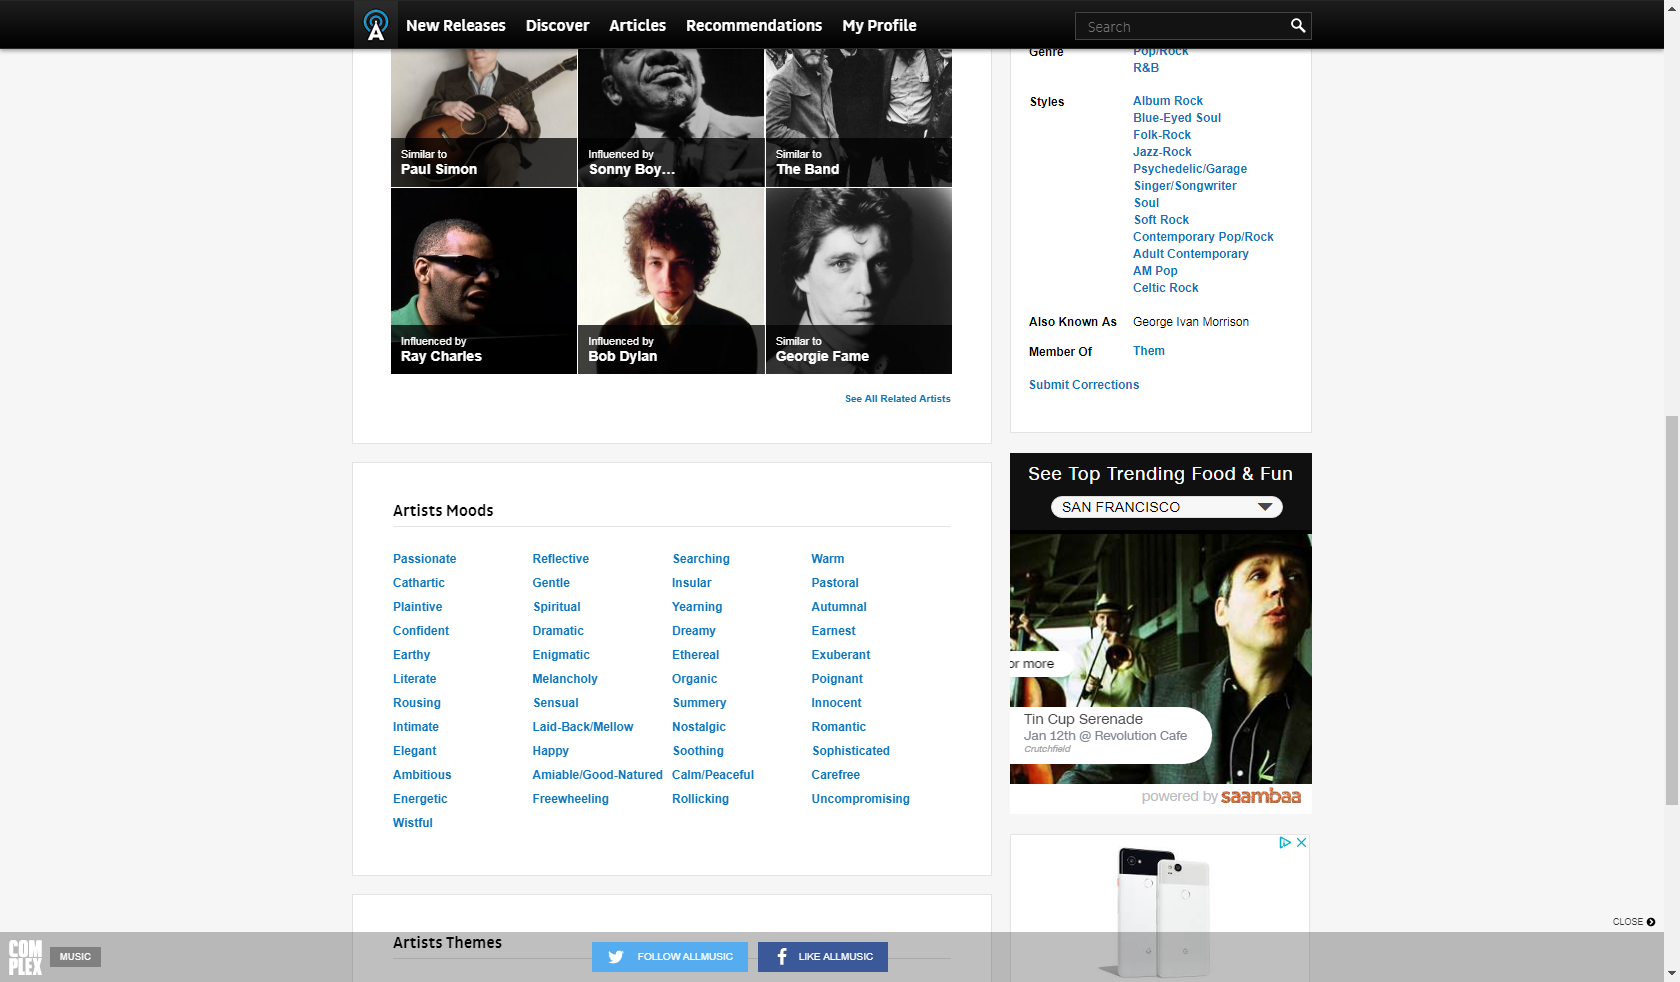 New Releases Discover Articles Recommendations My Profile
Search
Similar to
Paul Simon
Influenced by
Sonny Boy...
Similar to
The Band
Influenced by
Ray Charles
Influenced by
Bob Dylan
Similar to
Georgie Fame
See All Related Artists
Genre Pop/Rock
R&B
Styles Album Rock
Blue-Eyed Soul
Folk-Rock
Jazz-Rock
Psychedelic/Garage
Singer/Songwriter
Soul
Soft Rock
Contemporary Pop/Rock
Adult Contemporary
AM Pop
Celtic Rock
Also Known As George Ivan Morrison
Member Of Them
Submit Corrections
Artists Moods
Passionate Reflective Searching Warm
Cathartic Gentle Insular Pastoral
Plaintive Spiritual Yearning Autumnal
Confident Dramatic Dreamy Earnest
Earthy Enigmatic Ethereal Exuberant
Literate Melancholy Organic Poignant
Rousing Sensual Summery Innocent
Intimate Laid-Back/Mellow Nostalgic Romantic
Elegant Happy Soothing Sophisticated
Ambitious Amiable/Good-Natured Calm/Peaceful Carefree
Energetic Freewheeling Rollicking Uncompromising
Wistful
See Top Trending Food & Fun
SAN FRANCISCO
or more
Tin Cup Serenade
Jan 12th @ Revolution Cafe
Crutchfield
powered by saambaa
CLOSE
Artists Themes
COM
PLEX
MUSIC
FOLLOW ALLMUSIC
LIKE ALLMUSIC